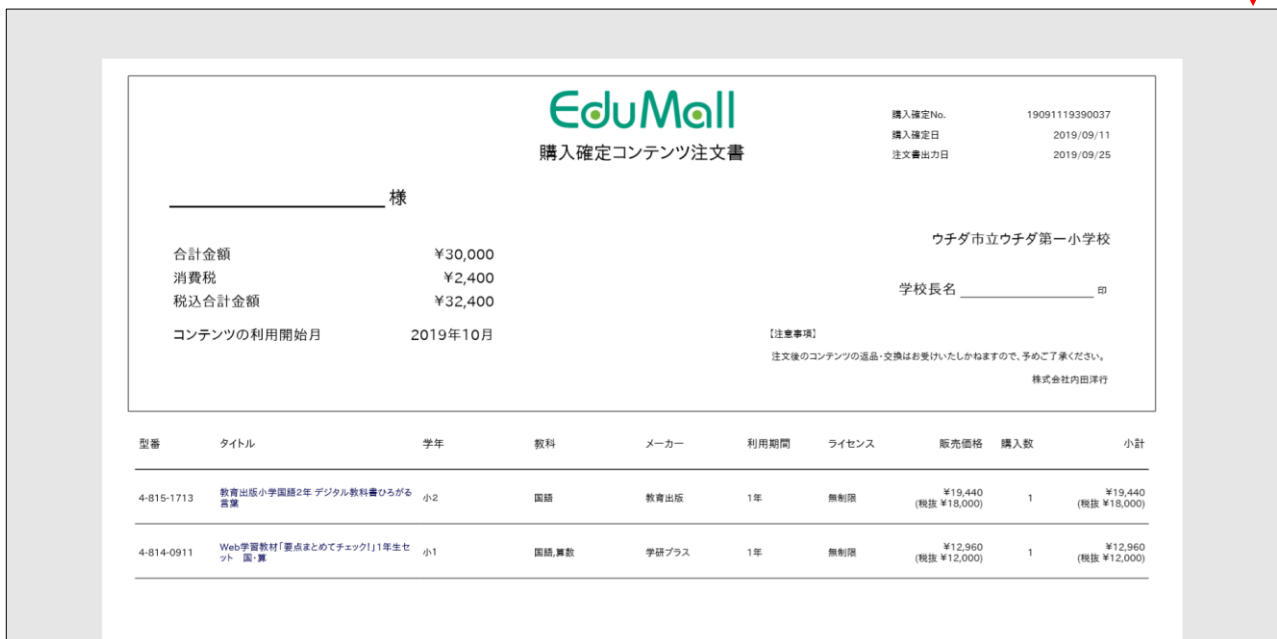 EduMall
購入確定コンテンツ注文書
購入確定No. 19091119390037
購入確定日 2019/09/11
注文書出力日 2019/09/25
様
ウチダ市立ウチダ第一小学校
合計金額 ¥30,000
消費税 ¥2,400
税込合計金額 ¥32,400
学校長名 印
コンテンツの利用開始月 2019年10月
【注意事項】
注文後のコンテンツの返品・交換はお受けいたしかねますので、予めご了承ください。
株式会社内田洋行
型番 タイトル 学年 教科 メーカー 利用期間 ライセンス 販売価格 購入数 小計
4-815-1713 教育出版小学国語2年 デジタル教科書ひろがる 小2 国語 教育出版 1年 無制限 ¥19,440 1 ¥19,440
言葉 (税抜 ¥18,000) (税抜 ¥18,000)
4-814-0911 Web学習教材「要点まとめてチェック!」1年生セ 小1 国語,算数 学研プラス 1年 無制限 ¥12,960 1 ¥12,960
ット 国・算 (税抜 ¥12,000) (税抜 ¥12,000)